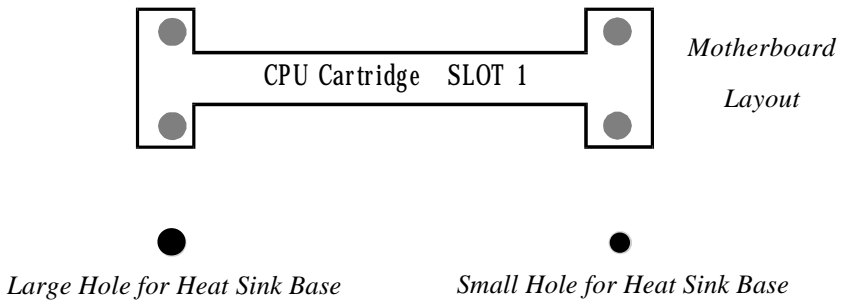 CPU Cartridge SLOT 1
Motherboard
Layout
Large Hole for Heat Sink Base
Small Hole for Heat Sink Base